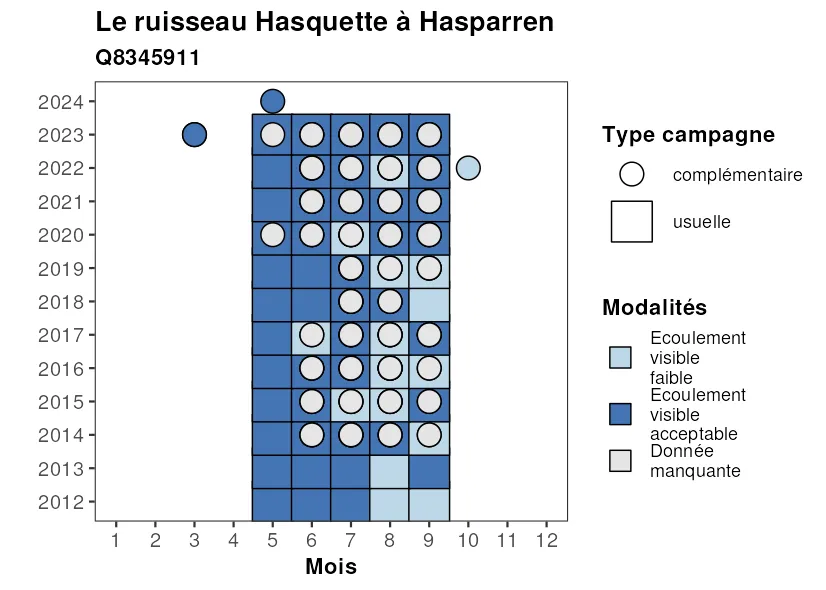 Le ruisseau Hasquette à Hasparren
Q8345911
2024
2023
2022
2021
2020
2019
2018
2017
2016
2015
2014
2013
2012
1 2 3 4 5 6 7 8 9 10 11 12
Mois
Type campagne
complémentaire
usuelle
Modalités
Ecoulement
visible
faible
Ecoulement
visible
acceptable
Donnée
manquante